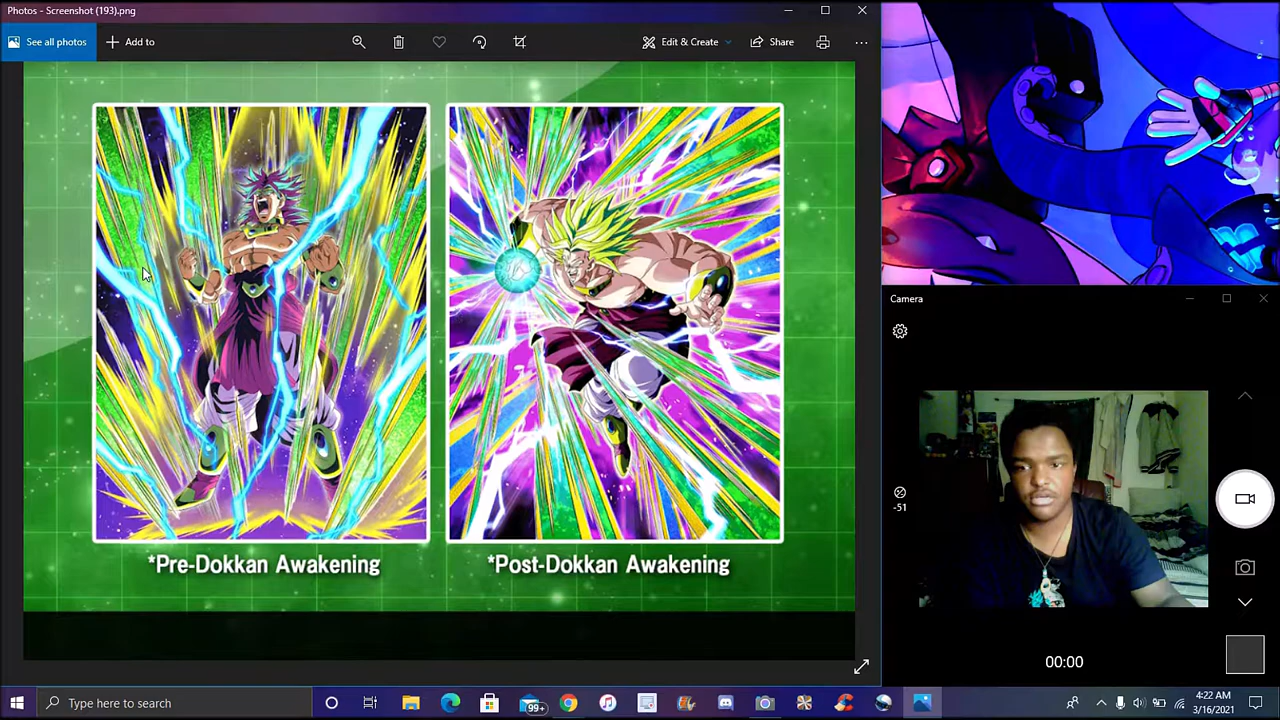 Photos - Screenshot (193).png
See all photos
Add to
Edit & Create
Share
*Pre-Dokkan Awakening
*Post-Dokkan Awakening
Camera
-51
00:00
Type here to search
99+
4:22 AM
3/16/2021